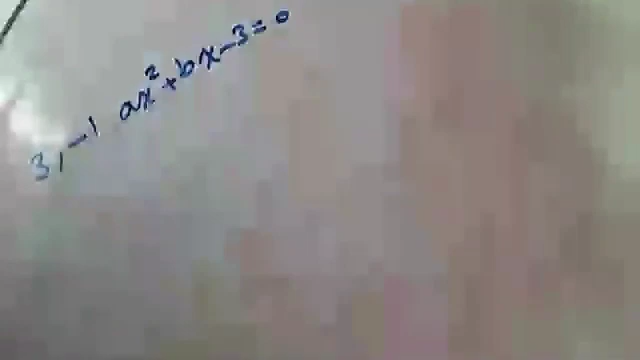 3, -1 ax² + bx - 3 = 0